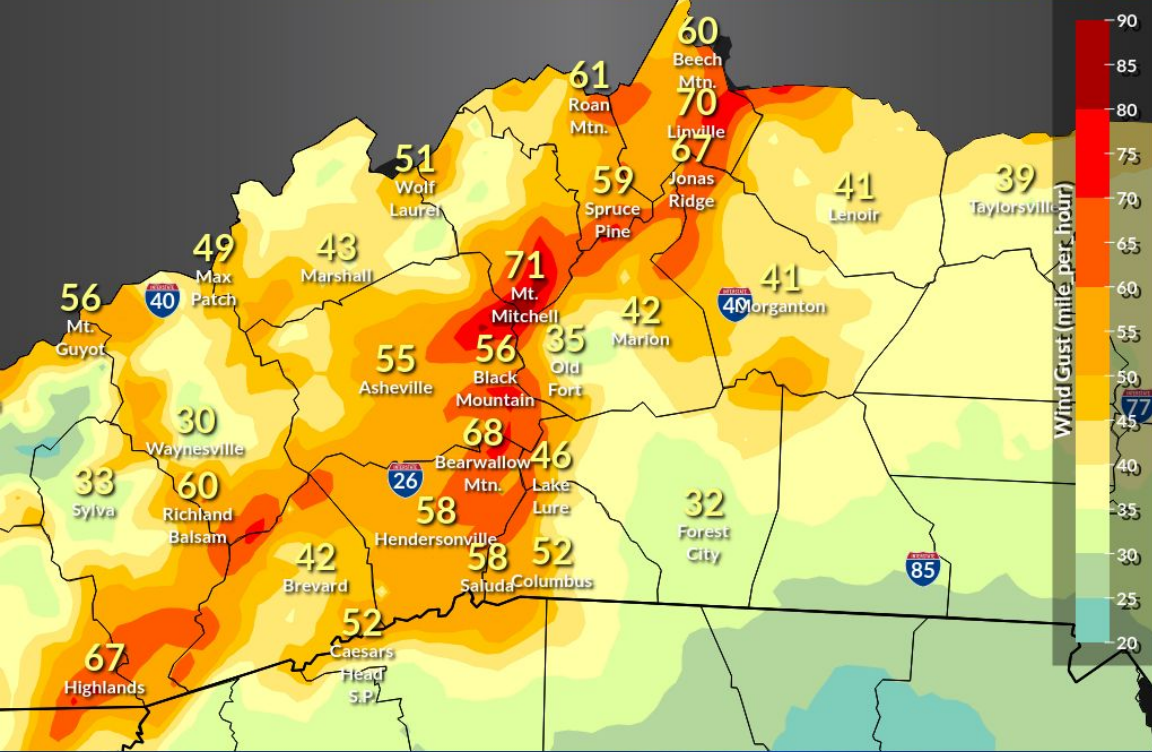 60
Beech
Mtn.
61
Roan
Mtn.
70
Linville
67
Jonas
Ridge
51
Wolf
Laurel
59
Spruce
Pine
41
Lenoir
39
Taylorsville
49
Max
Patch
43
Marshall
71
Mt.
Mitchell
56
Mt.
Guyot
INTERSTATE
40
42
Marion
INTERSTATE
40
41
Morganton
35
Old
Fort
55
Asheville
56
Black
Mountain
30
Waynesville
68
Bearwallow
Mtn.
46
Lake
Lure
33
Sylva
60
Richland
Balsam
INTERSTATE
26
58
Hendersonville
32
Forest
City
42
Brevard
58
Saluda
52
Columbus
INTERSTATE
85
52
Caesars
Head
S.P.
67
Highlands
77
Wind Gust (mile_per_hour)
90
85
80
75
70
65
60
55
50
45
40
35
30
25
20